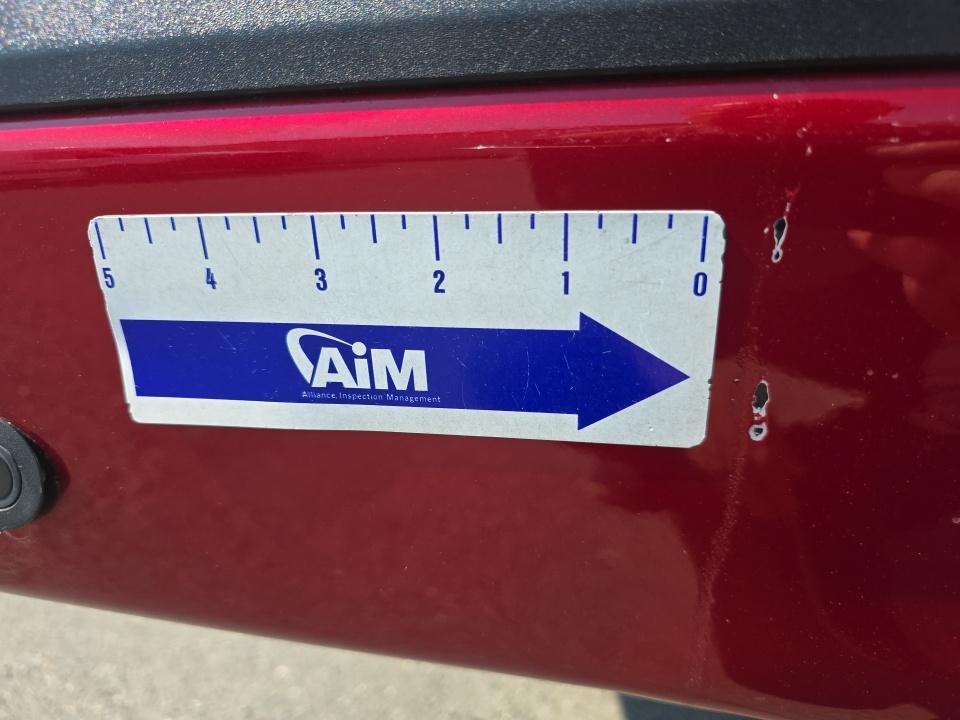 5 4 3 2 1 0
AiM
Alliance Inspection Management